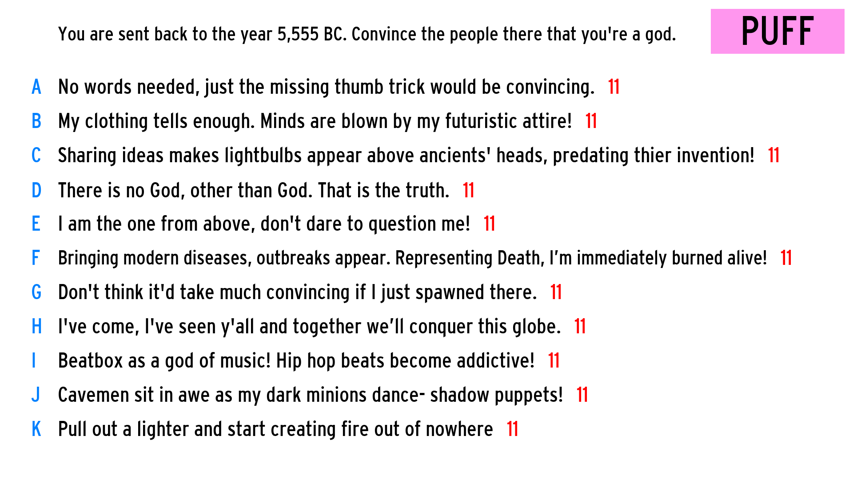 You are sent back to the year 5,555 BC. Convince the people there that you're a god.
PUFF
A No words needed, just the missing thumb trick would be convincing. 11
B My clothing tells enough. Minds are blown by my futuristic attire! 11
C Sharing ideas makes lightbulbs appear above ancients' heads, predating thier invention! 11
D There is no God, other than God. That is the truth. 11
E I am the one from above, don't dare to question me! 11
F Bringing modern diseases, outbreaks appear. Representing Death, I’m immediately burned alive! 11
G Don't think it'd take much convincing if I just spawned there. 11
H I've come, I've seen y'all and together we’ll conquer this globe. 11
I Beatbox as a god of music! Hip hop beats become addictive! 11
J Cavemen sit in awe as my dark minions dance- shadow puppets! 11
K Pull out a lighter and start creating fire out of nowhere 11